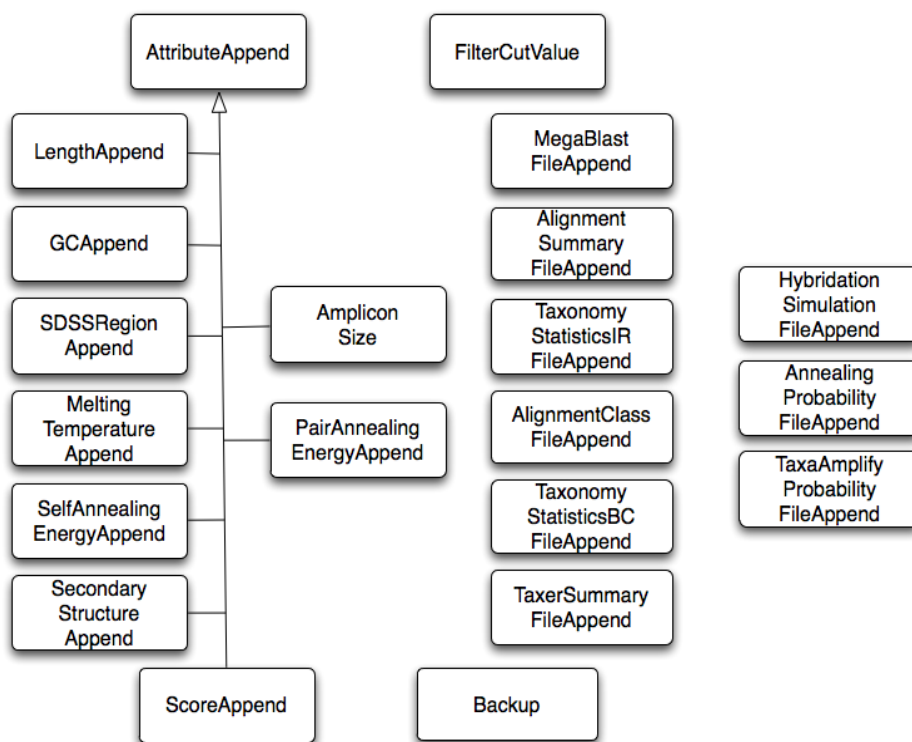 AttributeAppend
FilterCutValue
LengthAppend
GCAppend
SDSSRegion
Append
Melting
Temperature
Append
SelfAnnealing
EnergyAppend
Secondary
Structure
Append
ScoreAppend
Amplicon
Size
PairAnnealing
EnergyAppend
MegaBlast
FileAppend
Alignment
Summary
FileAppend
Taxonomy
StatisticsIR
FileAppend
AlignmentClass
FileAppend
Taxonomy
StatisticsBC
FileAppend
TaxerSummary
FileAppend
Backup
Hybridation
Simulation
FileAppend
Annealing
Probability
FileAppend
TaxaAmplify
Probability
FileAppend